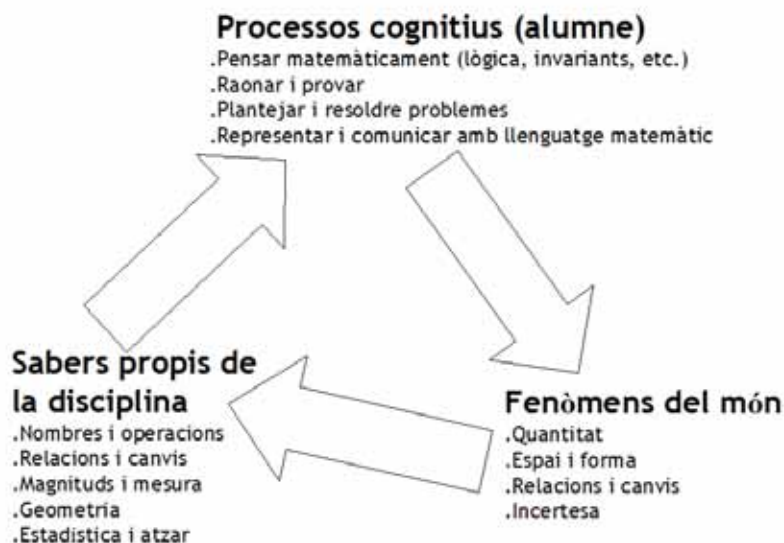 Processos cognitius (alumne)
.Pensar matemàticament (lògica, invariants, etc.)
.Raonar i provar
.Plantejar i resoldre problemes
.Representar i comunicar amb llenguatge matemàtic
Sabers propis de
la disciplina
.Nombres i operacions
.Relacions i canvis
.Magnituds i mesura
.Geometria
.Estadística i atzar
Fenòmens del món
.Quantitat
.Espai i forma
.Relacions i canvis
.Incertesa